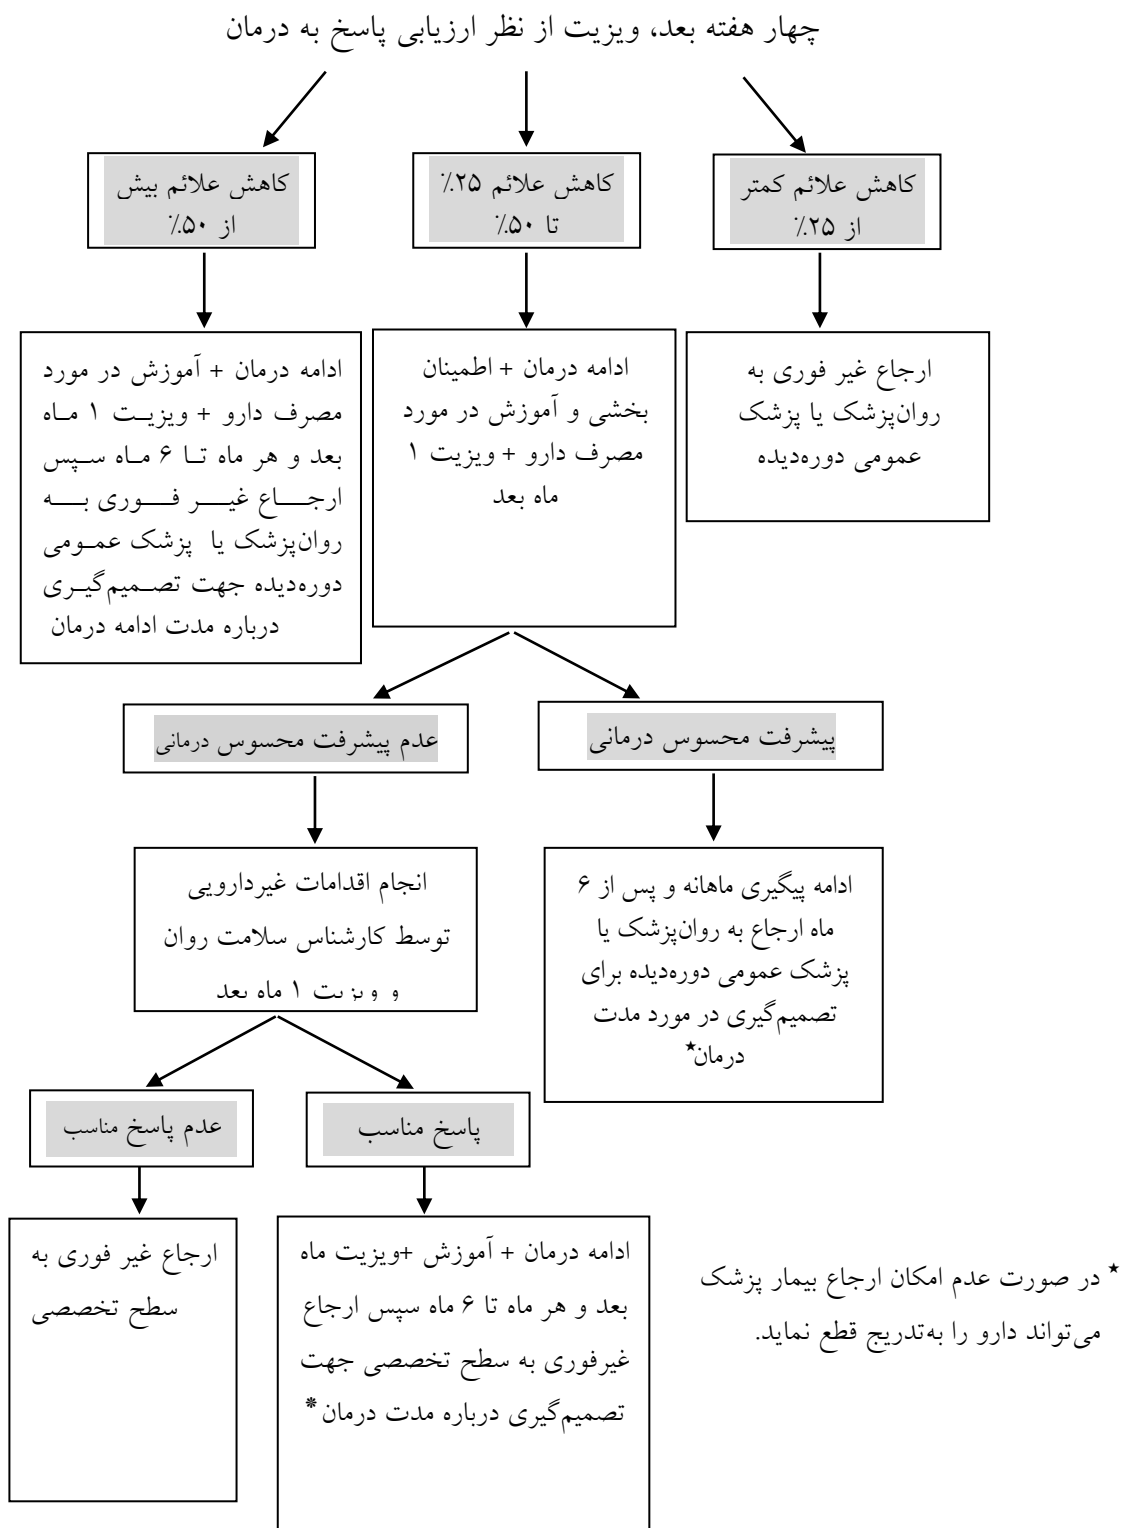 چهار هفته بعد، ویزیت از نظر ارزیابی پاسخ به درمان
کاهش علائم کمتر
از ۲۵٪
کاهش علائم ۲۵٪
تا ۵۰٪
کاهش علائم بیش
از ۵۰٪
ارجاع غیر فوری به
روان‌پزشک یا پزشک
عمومی دوره‌دیده
ادامه درمان + اطمینان
بخشی و آموزش در مورد
مصرف دارو + ویزیت ۱
ماه بعد
ادامه درمان + آموزش در مورد
مصرف دارو + ویزیت ۱ ماه
بعد و هر ماه تا ۶ ماه سپس
ارجاع غیر فوری به
روان‌پزشک یا پزشک عمومی
دوره‌دیده جهت تصمیم‌گیری
درباره مدت ادامه درمان
پیشرفت محسوس درمانی
عدم پیشرفت محسوس درمانی
ادامه پیگیری ماهانه و پس از ۶
ماه ارجاع به روان‌پزشک یا
پزشک عمومی دوره‌دیده برای
تصمیم‌گیری در مورد مدت
درمان★
انجام اقدامات غیردارویی
توسط کارشناس سلامت روان
و ویزیت ۱ ماه بعد
پاسخ مناسب
عدم پاسخ مناسب
ادامه درمان + آموزش +ویزیت ماه
بعد و هر ماه تا ۶ ماه سپس ارجاع
غیرفوری به سطح تخصصی جهت
تصمیم‌گیری درباره مدت درمان*
ارجاع غیر فوری به
سطح تخصصی
★ در صورت عدم امکان ارجاع بیمار پزشک
می‌تواند دارو را به‌تدریج قطع نماید.